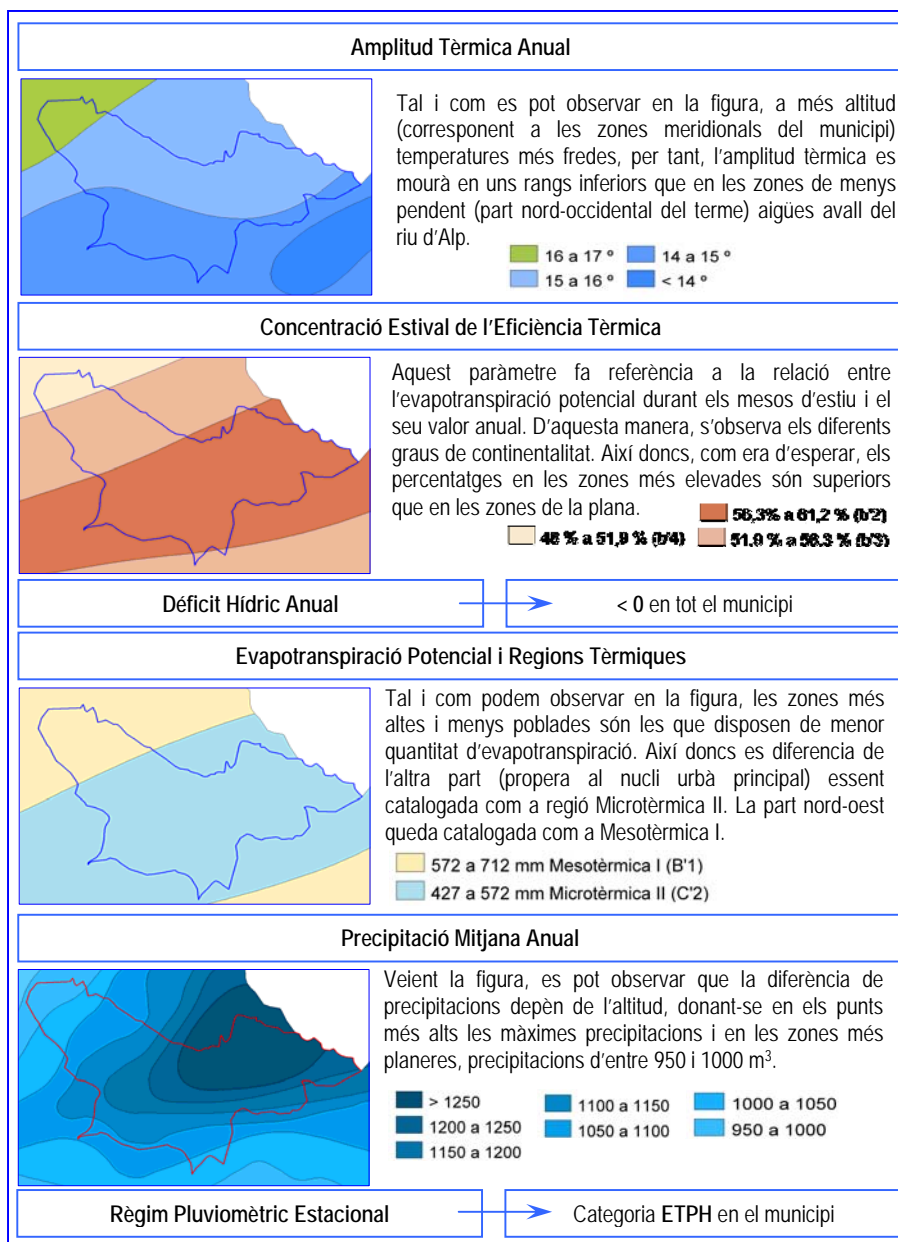 Amplitud Tèrmica Anual
Tal i com es pot observar en la figura, a més altitud
(corresponent a les zones meridionals del municipi)
temperatures més fredes, per tant, l'amplitud tèrmica es
mourà en uns rangs inferiors que en les zones de menys
pendent (part nord-occidental del terme) aigües avall del
riu d'Alp.
16 a 17 º 14 a 15 º
15 a 16 º < 14 º
Concentració Estival de l'Eficiència Tèrmica
Aquest paràmetre fa referència a la relació entre
l'evapotranspiració potencial durant els mesos d'estiu i el
seu valor anual. D'aquesta manera, s'observa els diferents
graus de continentalitat. Així doncs, com era d'esperar, els
percentatges en les zones més elevades són superiors
que en les zones de la plana.
56,3% a 61,2 % (b'2)
48 % a 51,9 % (b'4) 51.9 % a 56.3 % (b'3)
Déficit Hídric Anual < 0 en tot el municipi
Evapotranspiració Potencial i Regions Tèrmiques
Tal i com podem observar en la figura, les zones més
altes i menys poblades són les que disposen de menor
quantitat d'evapotranspiració. Així doncs es diferencia de
l'altra part (propera al nucli urbà principal) essent
catalogada com a regió Microtèrmica II. La part nord-oest
queda catalogada com a Mesotèrmica I.
572 a 712 mm Mesotèrmica I (B'1)
427 a 572 mm Microtèrmica II (C'2)
Precipitació Mitjana Anual
Veient la figura, es pot observar que la diferència de
precipitacions depèn de l'altitud, donant-se en els punts
més alts les màximes precipitacions i en les zones més
planeres, precipitacions d'entre 950 i 1000 m³.
> 1250 1100 a 1150 1000 a 1050
1200 a 1250 1050 a 1100 950 a 1000
1150 a 1200
Règim Pluviomètric Estacional Categoria ETPH en el municipi